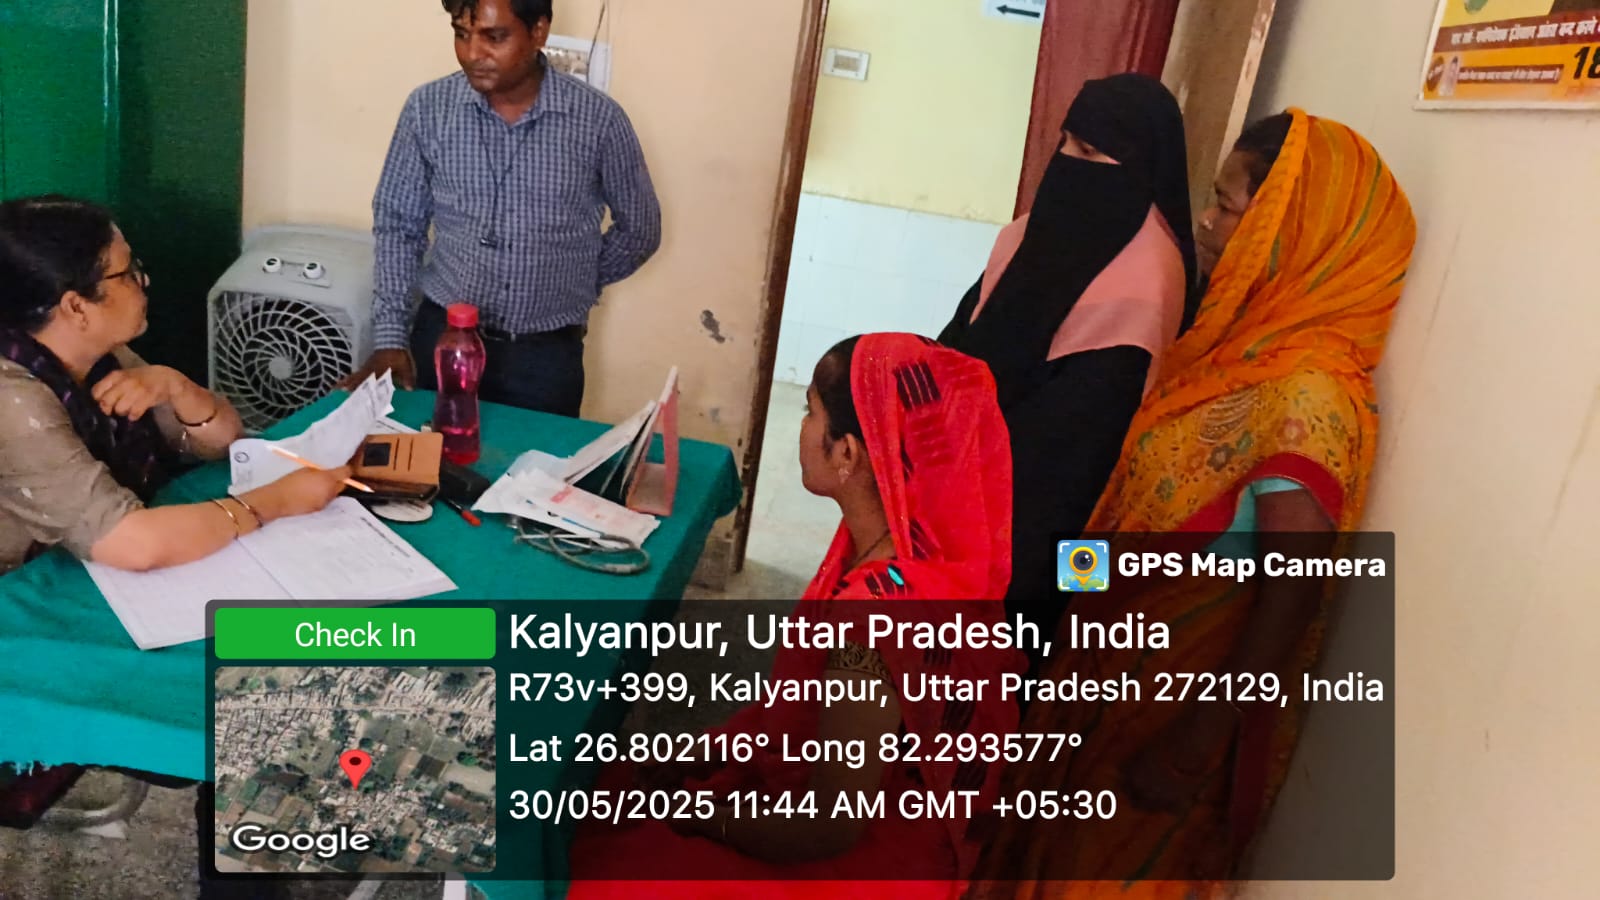 18
GPS Map Camera
Check In
Kalyanpur, Uttar Pradesh, India
R73v+399, Kalyanpur, Uttar Pradesh 272129, India
Lat 26.802116° Long 82.293577°
30/05/2025 11:44 AM GMT +05:30
Google